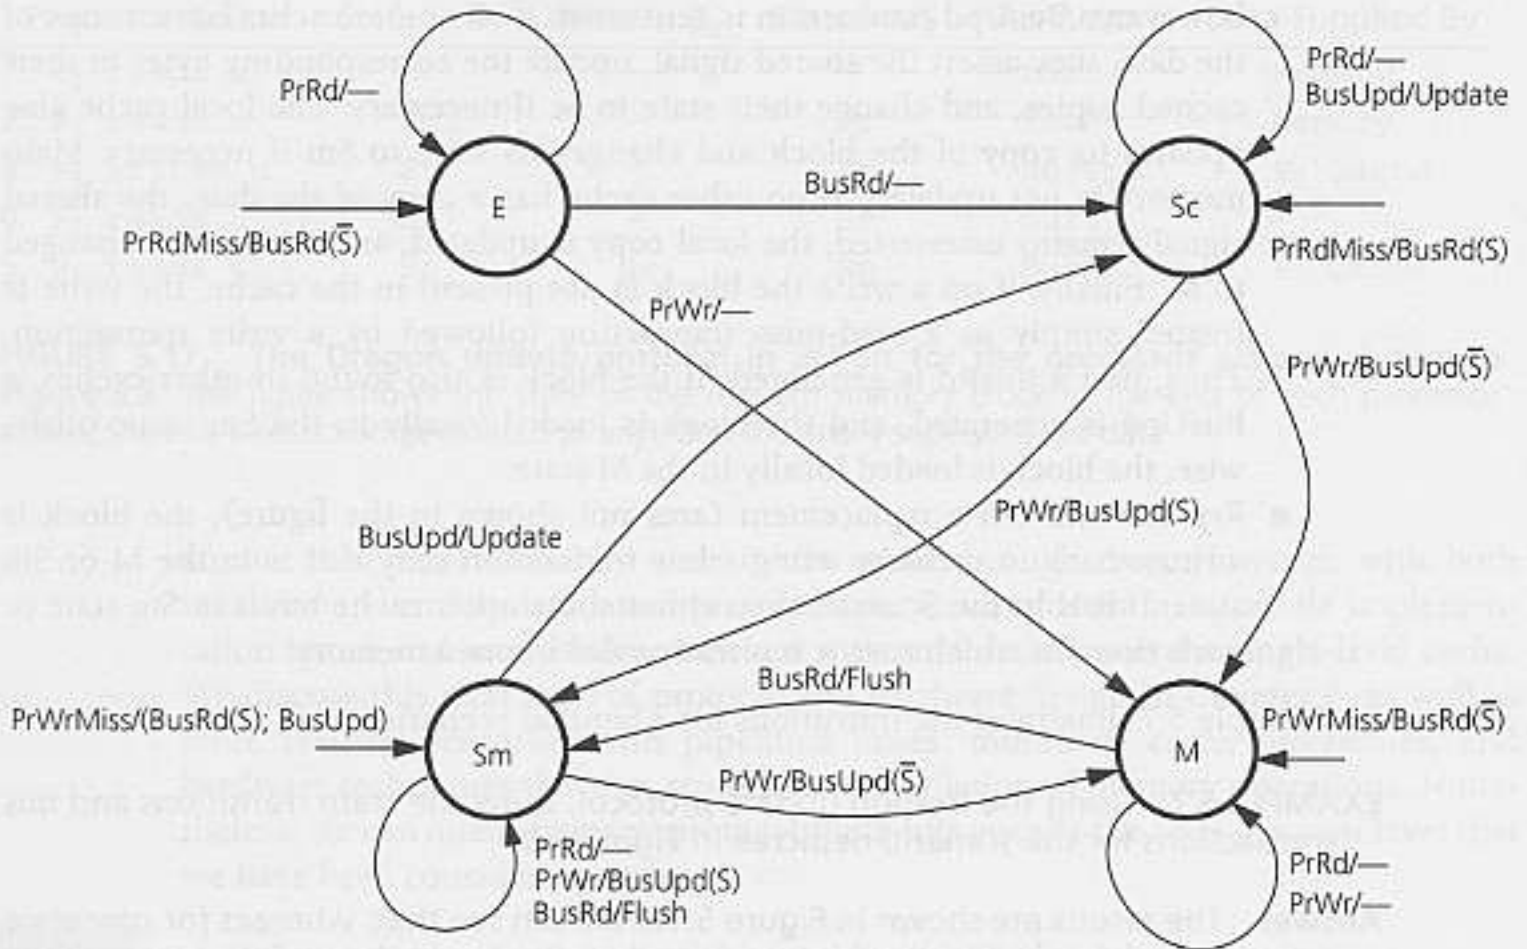 PrRd/—
PrRd/—
BusUpd/Update
E
BusRd/—
Sc
PrRdMiss/BusRd(S̅)
PrRdMiss/BusRd(S)
PrWr/—
PrWr/BusUpd(S̅)
PrWr/BusUpd(S)
BusUpd/Update
BusRd/Flush
PrWrMiss/(BusRd(S); BusUpd)
Sm
M
PrWrMiss/BusRd(S̅)
PrWr/BusUpd(S̅)
PrRd/—
PrWr/BusUpd(S)
BusRd/Flush
PrRd/—
PrWr/—